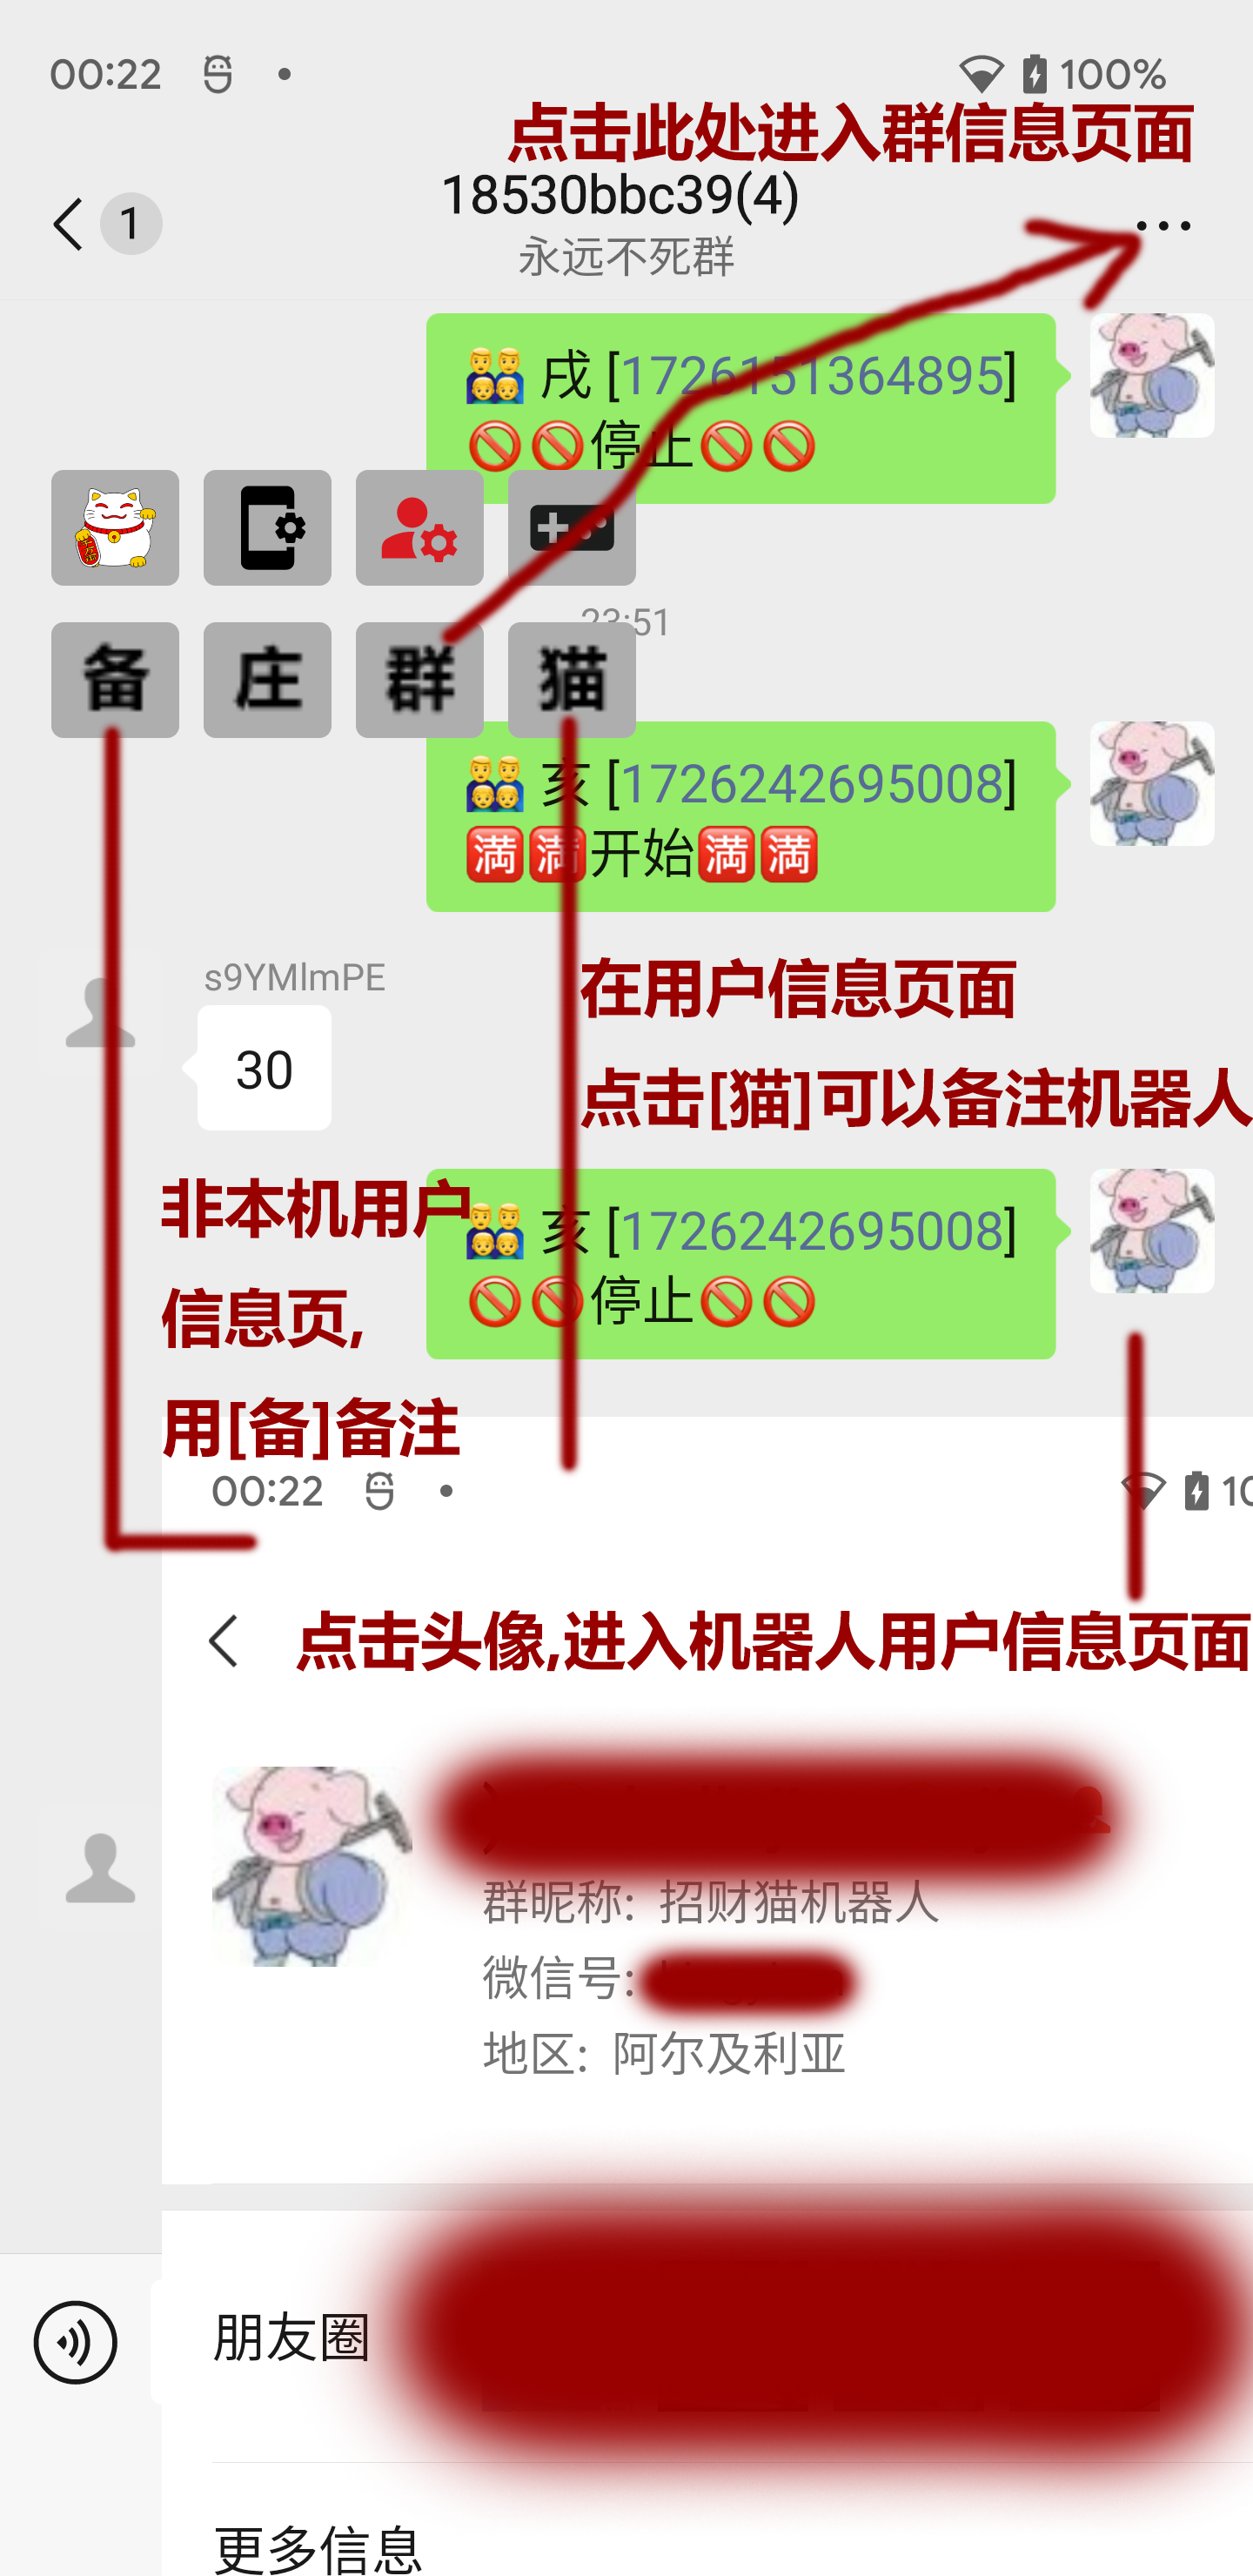 00:22
100%
点击此处进入群信息页面
1
18530bbc39(4)
永远不死群
戌 [1726151364895]
停止
23:51
备
庄
群
猫
亥 [1726242695008]
满满开始满满
s9YMlmPE
30
在用户信息页面
点击[猫]可以备注机器人
非本机用户
信息页,
用[备]备注
亥 [1726242695008]
停止
00:22
10
点击头像,进入机器人用户信息页面
群昵称: 招财猫机器人
微信号:
地区: 阿尔及利亚
朋友圈
更多信息